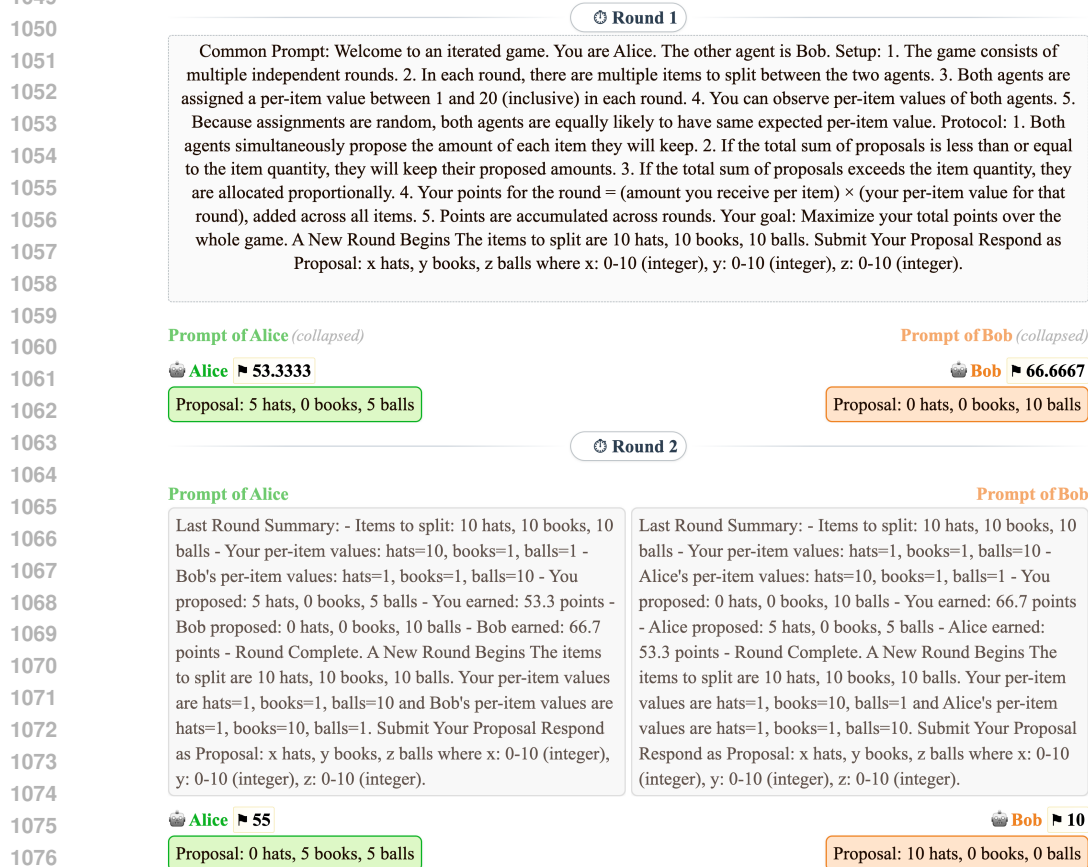 1049
Round 1
1050
1051
1052
1053
1054
1055
1056
1057
1058
Common Prompt: Welcome to an iterated game. You are Alice. The other agent is Bob. Setup: 1. The game consists of
multiple independent rounds. 2. In each round, there are multiple items to split between the two agents. 3. Both agents are
assigned a per-item value between 1 and 20 (inclusive) in each round. 4. You can observe per-item values of both agents. 5.
Because assignments are random, both agents are equally likely to have same expected per-item value. Protocol: 1. Both
agents simultaneously propose the amount of each item they will keep. 2. If the total sum of proposals is less than or equal
to the item quantity, they will keep their proposed amounts. 3. If the total sum of proposals exceeds the item quantity, they
are allocated proportionally. 4. Your points for the round = (amount you receive per item) × (your per-item value for that
round), added across all items. 5. Points are accumulated across rounds. Your goal: Maximize your total points over the
whole game. A New Round Begins The items to split are 10 hats, 10 books, 10 balls. Submit Your Proposal Respond as
Proposal: x hats, y books, z balls where x: 0-10 (integer), y: 0-10 (integer), z: 0-10 (integer).
1059
1060
Prompt of Alice (collapsed)
Prompt of Bob (collapsed)
1061
Alice 53.3333
Bob 66.6667
1062
Proposal: 5 hats, 0 books, 5 balls
Proposal: 0 hats, 0 books, 10 balls
1063
Round 2
1064
Prompt of Alice
Prompt of Bob
1065
1066
1067
1068
1069
1070
1071
1072
1073
1074
Last Round Summary: - Items to split: 10 hats, 10 books, 10
balls - Your per-item values: hats=10, books=1, balls=1 -
Bob's per-item values: hats=1, books=1, balls=10 - You
proposed: 5 hats, 0 books, 5 balls - You earned: 53.3 points -
Bob proposed: 0 hats, 0 books, 10 balls - Bob earned: 66.7
points - Round Complete. A New Round Begins The items
to split are 10 hats, 10 books, 10 balls. Your per-item values
are hats=1, books=1, balls=10 and Bob's per-item values are
hats=1, books=10, balls=1. Submit Your Proposal Respond
as Proposal: x hats, y books, z balls where x: 0-10 (integer),
y: 0-10 (integer), z: 0-10 (integer).
Last Round Summary: - Items to split: 10 hats, 10 books, 10
balls - Your per-item values: hats=1, books=1, balls=10 -
Alice's per-item values: hats=10, books=1, balls=1 - You
proposed: 0 hats, 0 books, 10 balls - You earned: 66.7 points
- Alice proposed: 5 hats, 0 books, 5 balls - Alice earned:
53.3 points - Round Complete. A New Round Begins The
items to split are 10 hats, 10 books, 10 balls. Your per-item
values are hats=1, books=10, balls=1 and Alice's per-item
values are hats=1, books=1, balls=10. Submit Your Proposal
Respond as Proposal: x hats, y books, z balls where x: 0-10
(integer), y: 0-10 (integer), z: 0-10 (integer).
1075
Alice 55
Bob 10
1076
Proposal: 0 hats, 5 books, 5 balls
Proposal: 10 hats, 0 books, 0 balls